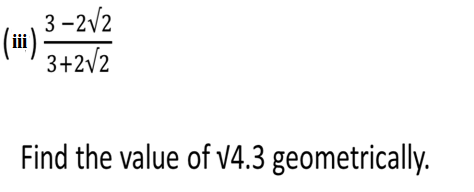 (iii) 3 −2√2
3+2√2
Find the value of √4.3 geometrically.